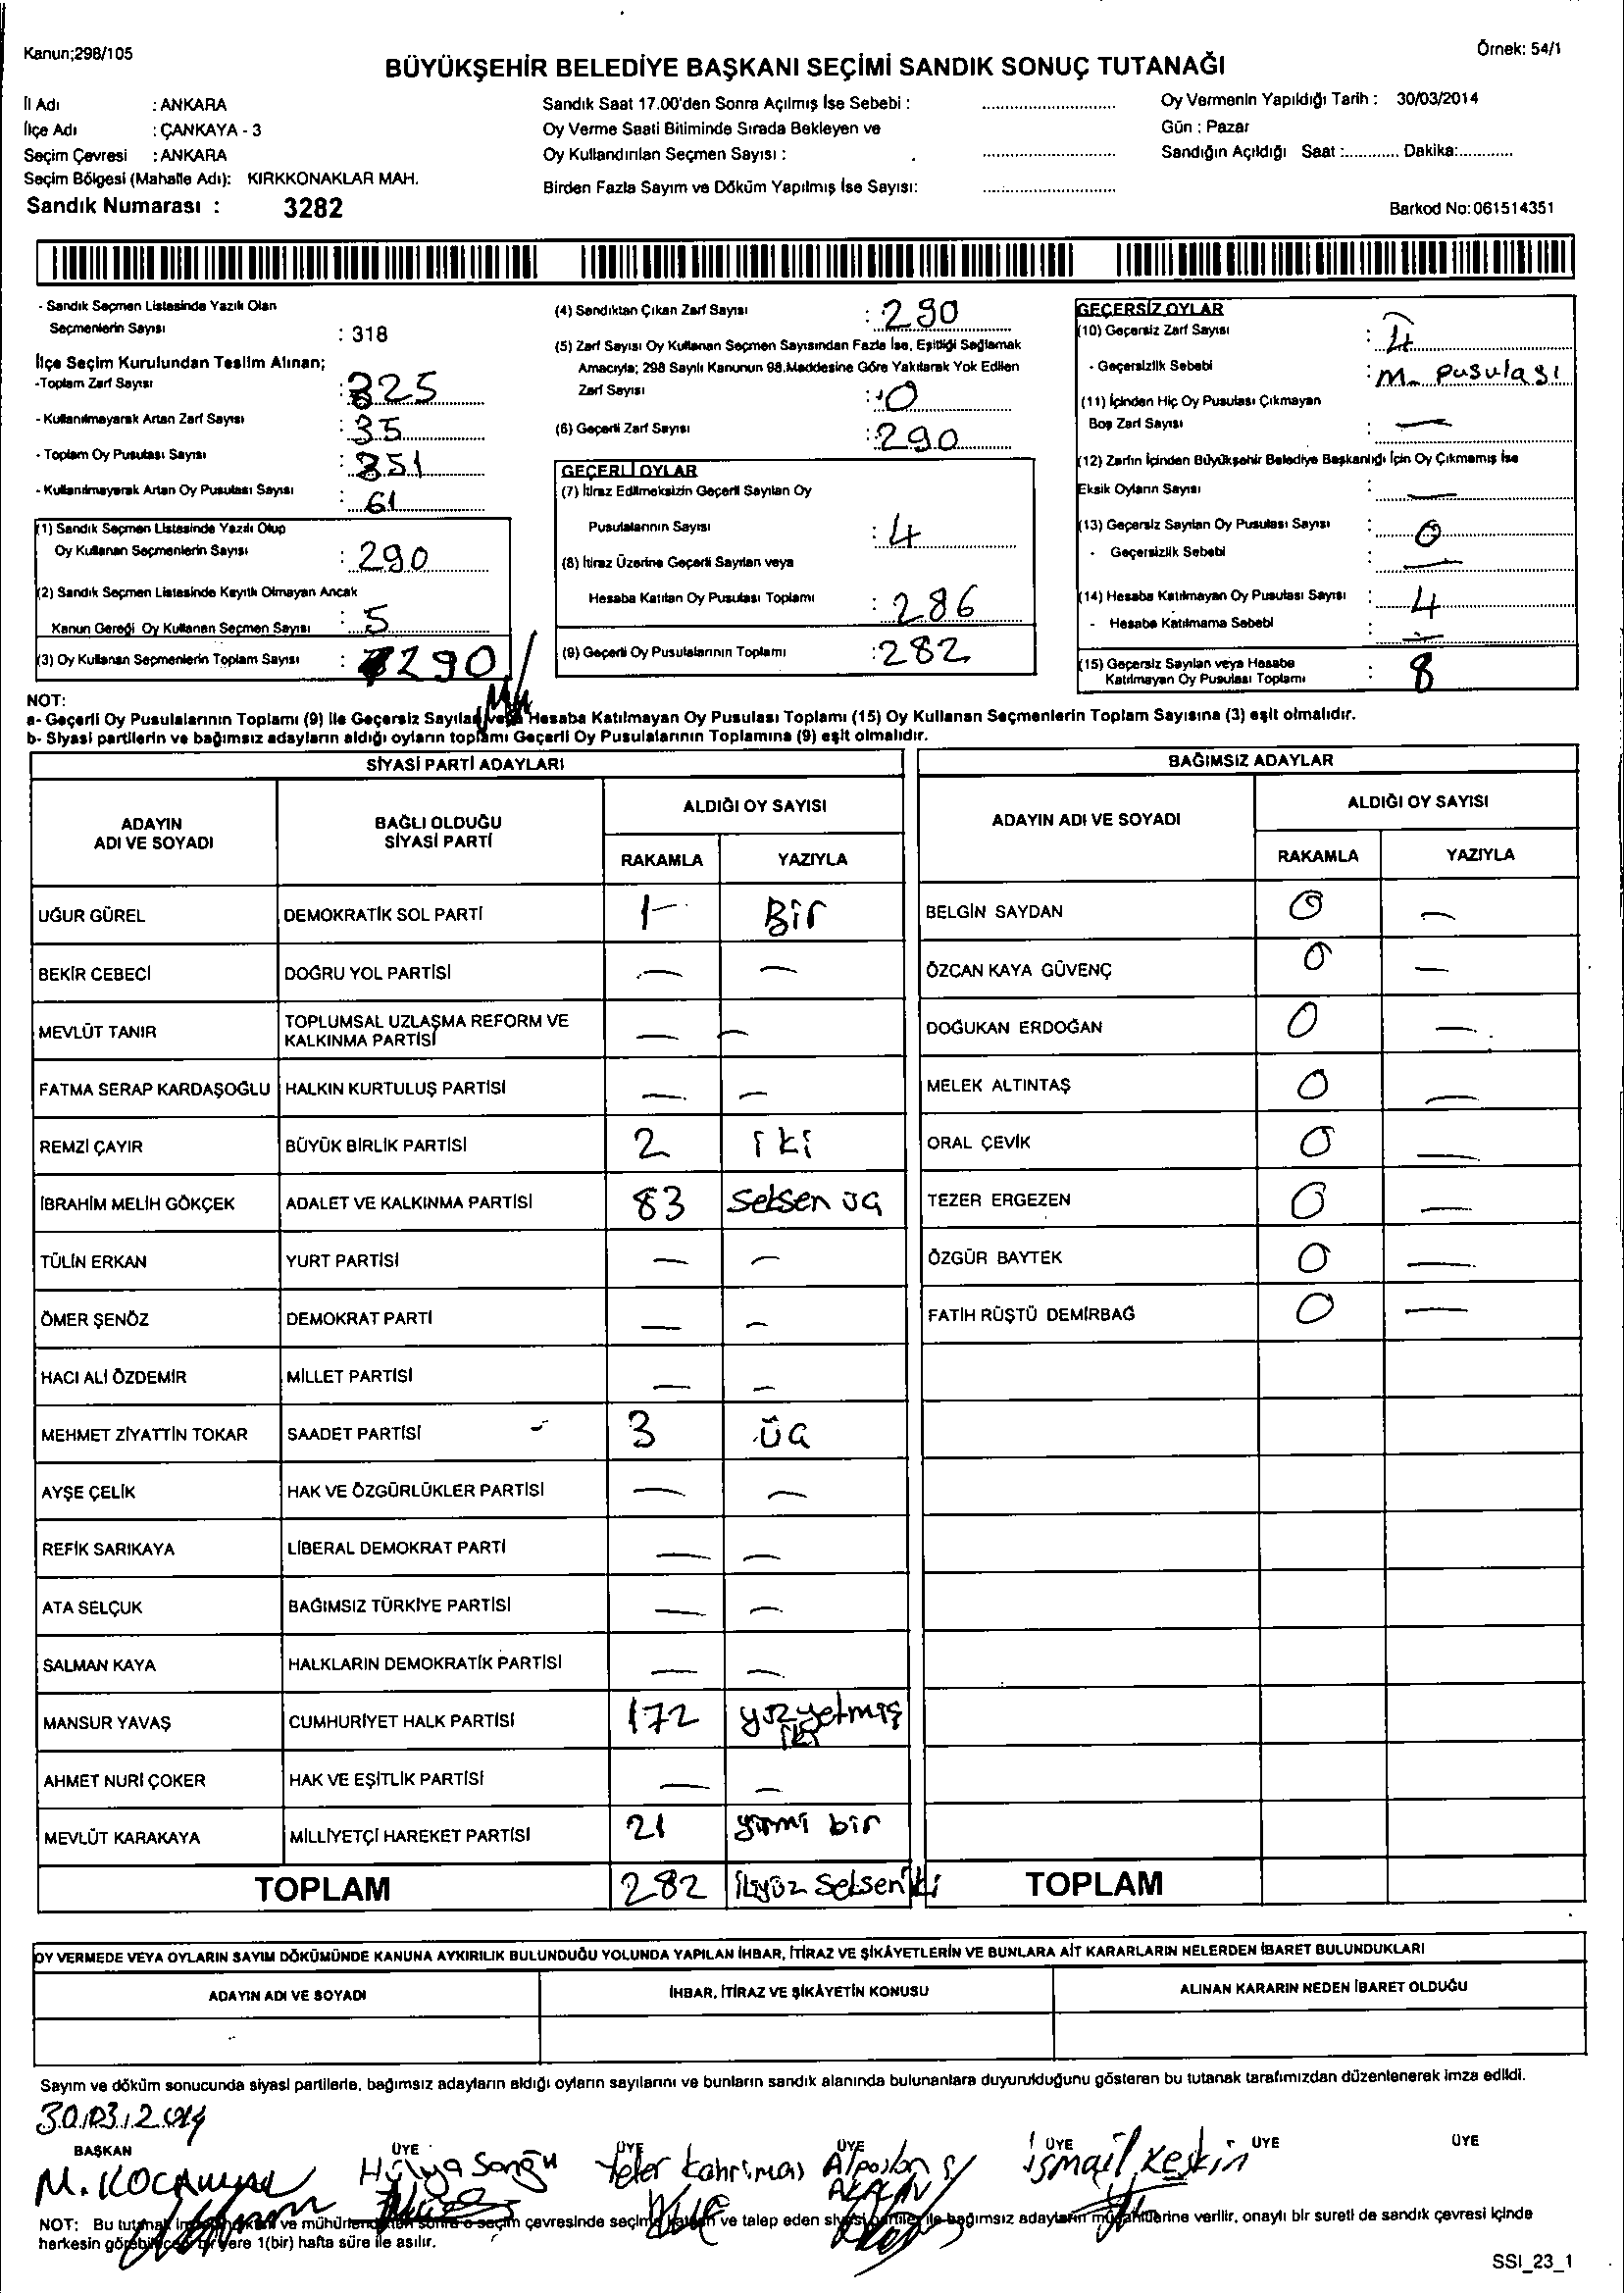 Kanun;298/105
Örnek: 54/1
BÜYÜKŞEHİR BELEDİYE BAŞKANI SEÇİMİ SANDIK SONUÇ TUTANAĞI
İl Adı : ANKARA
İlçe Adı : ÇANKAYA - 3
Seçim Çevresi : ANKARA
Seçim Bölgesi (Mahalle Adı): KIRKKONAKLAR MAH.
Sandık Numarası : 3282
Sandık Saat 17.00'den Sonra Açılmış İse Sebebi :
Oy Verme Saati Bitiminde Sırada Bekleyen ve
Oy Kullandırılan Seçmen Sayısı :
Birden Fazla Sayım ve Döküm Yapılmış İse Sayısı:
Oy Vermenin Yapıldığı Tarih : 30/03/2014
Gün : Pazar
Sandığın Açıldığı Saat :............ Dakika:............
Barkod No:061514351
- Sandık Seçmen Listesinde Yazılı Olan
Seçmenlerin Sayısı : 318
İlçe Seçim Kurulundan Teslim Alınan;
-Toplam Zarf Sayısı : 325
- Kullanılmayarak Artan Zarf Sayısı : 35
- Toplam Oy Pusulası Sayısı : 351
- Kullanılmayarak Artan Oy Pusulası Sayısı : 61
(1) Sandık Seçmen Listesinde Yazılı Olup
Oy Kullanan Seçmenlerin Sayısı : 290
(2) Sandık Seçmen Listesinde Kayıtlı Olmayan Ancak
Kanun Gereği Oy Kullanan Seçmen Sayısı : 5
(3) Oy Kullanan Seçmenlerin Toplam Sayısı : 290
(4) Sandıktan Çıkan Zarf Sayısı : 290
(5) Zarf Sayısı Oy Kullanan Seçmen Sayısından Fazla İse, Eşitliği Sağlamak
Amacıyla; 298 Sayılı Kanunun 98.Maddesine Göre Yakılarak Yok Edilen
Zarf Sayısı : 0
(6) Geçerli Zarf Sayısı : 290
GEÇERLİ OYLAR
(7) İtiraz Edilmeksizin Geçerli Sayılan Oy
Pusulalarının Sayısı : 4
(8) İtiraz Üzerine Geçerli Sayılan veya
Hesaba Katılan Oy Pusulası Toplamı : 286
(9) Geçerli Oy Pusulalarının Toplamı : 282
GEÇERSİZ OYLAR
(10) Geçersiz Zarf Sayısı : 4
- Geçersizlik Sebebi : M. pusulası
(11) İçinden Hiç Oy Pusulası Çıkmayan
Boş Zarf Sayısı : —
(12) Zarfın İçinden Büyükşehir Belediye Başkanlığı İçin Oy Çıkmamış İse
Eksik Oyların Sayısı : —
(13) Geçersiz Sayılan Oy Pusulası Sayısı : 0
- Geçersizlik Sebebi : —
(14) Hesaba Katılmayan Oy Pusulası Sayısı : 4
- Hesaba Katılmama Sebebi : —
(15) Geçersiz Sayılan veya Hesaba
Katılmayan Oy Pusulası Toplamı : 8
NOT:
a- Geçerli Oy Pusulalarının Toplamı (9) ile Geçersiz Sayılan veya Hesaba Katılmayan Oy Pusulası Toplamı (15) Oy Kullanan Seçmenlerin Toplam Sayısına (3) eşit olmalıdır.
b- Siyasi partilerin ve bağımsız adayların aldığı oyların toplamı Geçerli Oy Pusulalarının Toplamına (9) eşit olmalıdır.
SİYASİ PARTİ ADAYLARI
ADAYIN ADI VE SOYADI
BAĞLI OLDUĞU SİYASİ PARTİ
ALDIĞI OY SAYISI
RAKAMLA YAZIYLA
UĞUR GÜREL DEMOKRATİK SOL PARTİ 1 Bir
BEKİR CEBECİ DOĞRU YOL PARTİSİ — —
MEVLÜT TANIR TOPLUMSAL UZLAŞMA REFORM VE KALKINMA PARTİSİ — —
FATMA SERAP KARDAŞOĞLU HALKIN KURTULUŞ PARTİSİ — —
REMZİ ÇAYIR BÜYÜK BİRLİK PARTİSİ 2 iki
İBRAHİM MELİH GÖKÇEK ADALET VE KALKINMA PARTİSİ 83 seksen üç
TÜLİN ERKAN YURT PARTİSİ — —
ÖMER ŞENÖZ DEMOKRAT PARTİ — —
HACI ALİ ÖZDEMİR MİLLET PARTİSİ — —
MEHMET ZİYATTİN TOKAR SAADET PARTİSİ 3 üç
AYŞE ÇELİK HAK VE ÖZGÜRLÜKLER PARTİSİ — —
REFİK SARIKAYA LİBERAL DEMOKRAT PARTİ — —
ATA SELÇUK BAĞIMSIZ TÜRKİYE PARTİSİ — —
SALMAN KAYA HALKLARIN DEMOKRATİK PARTİSİ — —
MANSUR YAVAŞ CUMHURİYET HALK PARTİSİ 172 yüzyetmiş iki
AHMET NURİ ÇOKER HAK VE EŞİTLİK PARTİSİ — —
MEVLÜT KARAKAYA MİLLİYETÇİ HAREKET PARTİSİ 21 yirmi bir
TOPLAM 282 ikiyüz seksen iki
BAĞIMSIZ ADAYLAR
ADAYIN ADI VE SOYADI
ALDIĞI OY SAYISI
RAKAMLA YAZIYLA
BELGİN SAYDAN 0 —
ÖZCAN KAYA GÜVENÇ 0 —
DOĞUKAN ERDOĞAN 0 —
MELEK ALTINTAŞ 0 —
ORAL ÇEVİK 0 —
TEZER ERGEZEN 0 —
ÖZGÜR BAYTEK 0 —
FATİH RÜŞTÜ DEMİRBAĞ 0 —
TOPLAM
OY VERMEDE VEYA OYLARIN SAYIM DÖKÜMÜNDE KANUNA AYKIRILIK BULUNDUĞU YOLUNDA YAPILAN İHBAR, İTİRAZ VE ŞİKÂYETLERİN VE BUNLARA AİT KARARLARIN NELERDEN İBARET BULUNDUKLARI
ADAYIN ADI VE SOYADI İHBAR, İTİRAZ VE ŞİKÂYETİN KONUSU ALINAN KARARIN NEDEN İBARET OLDUĞU
Sayım ve döküm sonucunda siyasi partilerle, bağımsız adayların aldığı oyların sayılarını ve bunların sandık alanında bulunanlara duyurulduğunu gösteren bu tutanak tarafımızdan düzenlenerek imza edildi.
30.03.2014
BAŞKAN ÜYE ÜYE ÜYE ÜYE ÜYE ÜYE
Hülya Yeter Kahriman Alpaslan İsmail Keskin
NOT: Bu tutanak ve mühürlendikten sonra o seçim çevresinde seçime katılan ve talep eden siyasi partiler ile bağımsız adayların müşahitlerine verilir, onaylı bir sureti de sandık çevresi içinde
herkesin görebileceği bir yere 1(bir) hafta süre ile asılır.
SSI_23_1